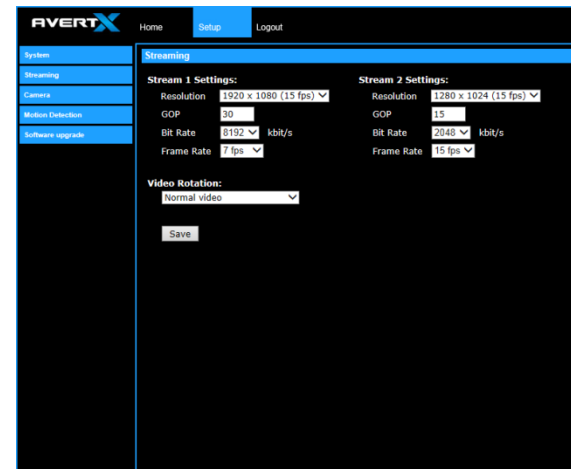 AVERTX Home Setup Logout
System
Streaming
Camera
Motion Detection
Software upgrade
Streaming
Stream 1 Settings:
Resolution 1920 x 1080 (15 fps)
GOP 30
Bit Rate 8192 kbit/s
Frame Rate 7 fps
Stream 2 Settings:
Resolution 1280 x 1024 (15 fps)
GOP 15
Bit Rate 2048 kbit/s
Frame Rate 15 fps
Video Rotation:
Normal video
Save